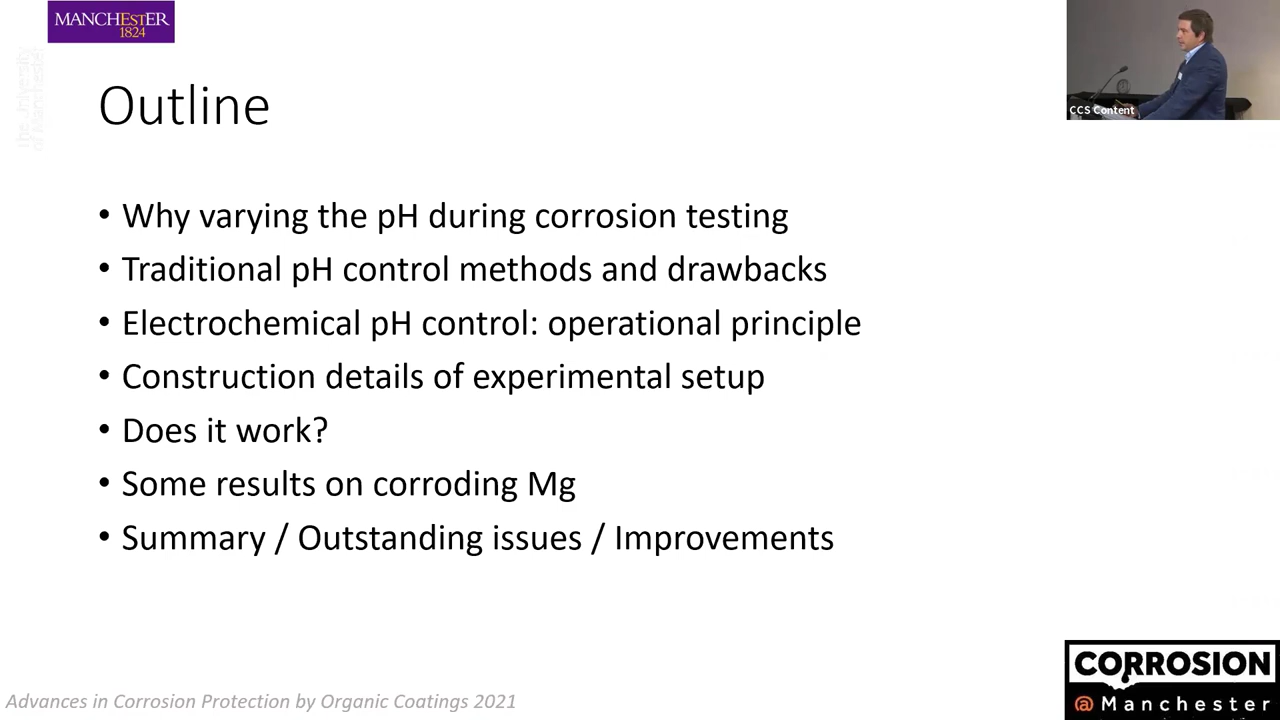 MANCHESTER
1824
The University
of Manchester
CCS Content
Outline
• Why varying the pH during corrosion testing
• Traditional pH control methods and drawbacks
• Electrochemical pH control: operational principle
• Construction details of experimental setup
• Does it work?
• Some results on corroding Mg
• Summary / Outstanding issues / Improvements
Advances in Corrosion Protection by Organic Coatings 2021
CORROSION
@Manchester